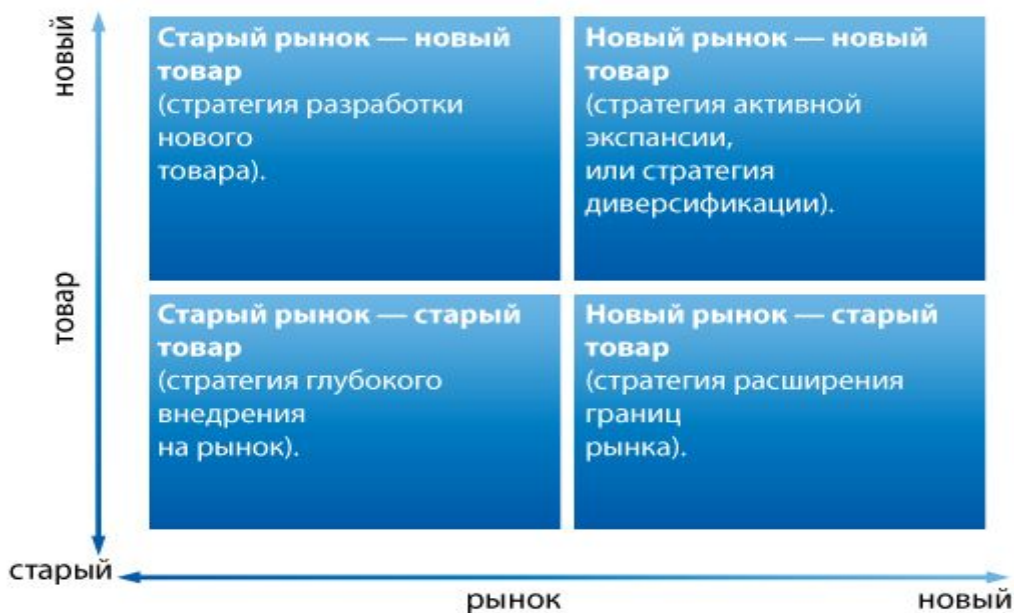 новый
Старый рынок — новый
товар
(стратегия разработки
нового
товара).
Новый рынок — новый
товар
(стратегия активной
экспансии,
или стратегия
диверсификации).
товар
Старый рынок — старый
товар
(стратегия глубокого
внедрения
на рынок).
Новый рынок — старый
товар
(стратегия расширения
границ
рынка).
старый
рынок
новый